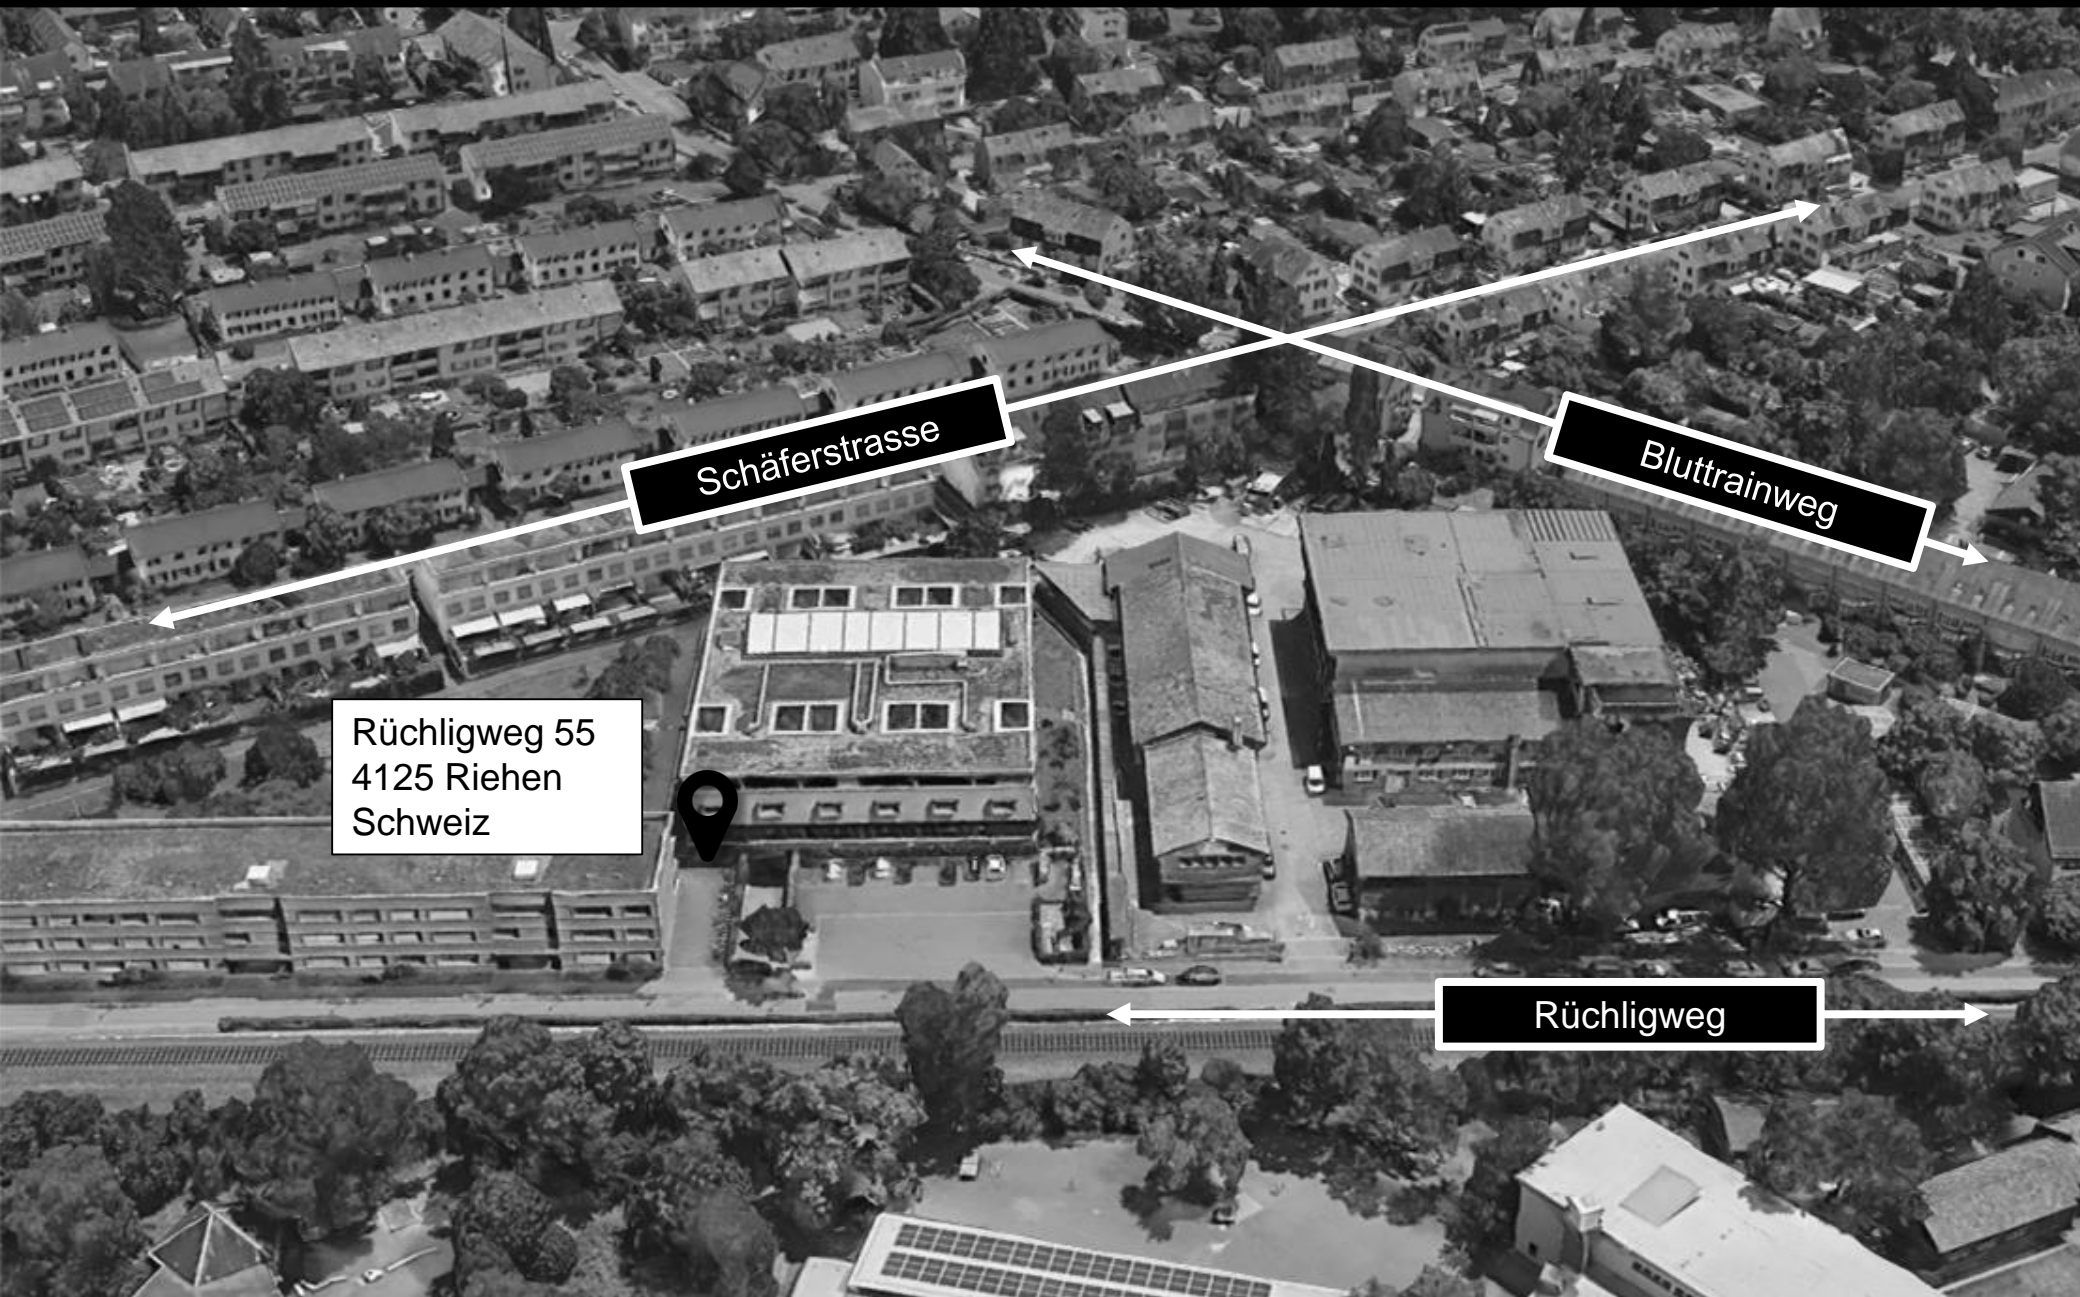 Schäferstrasse
Bluttrainweg
Rüchligweg 55
4125 Riehen
Schweiz
Rüchligweg